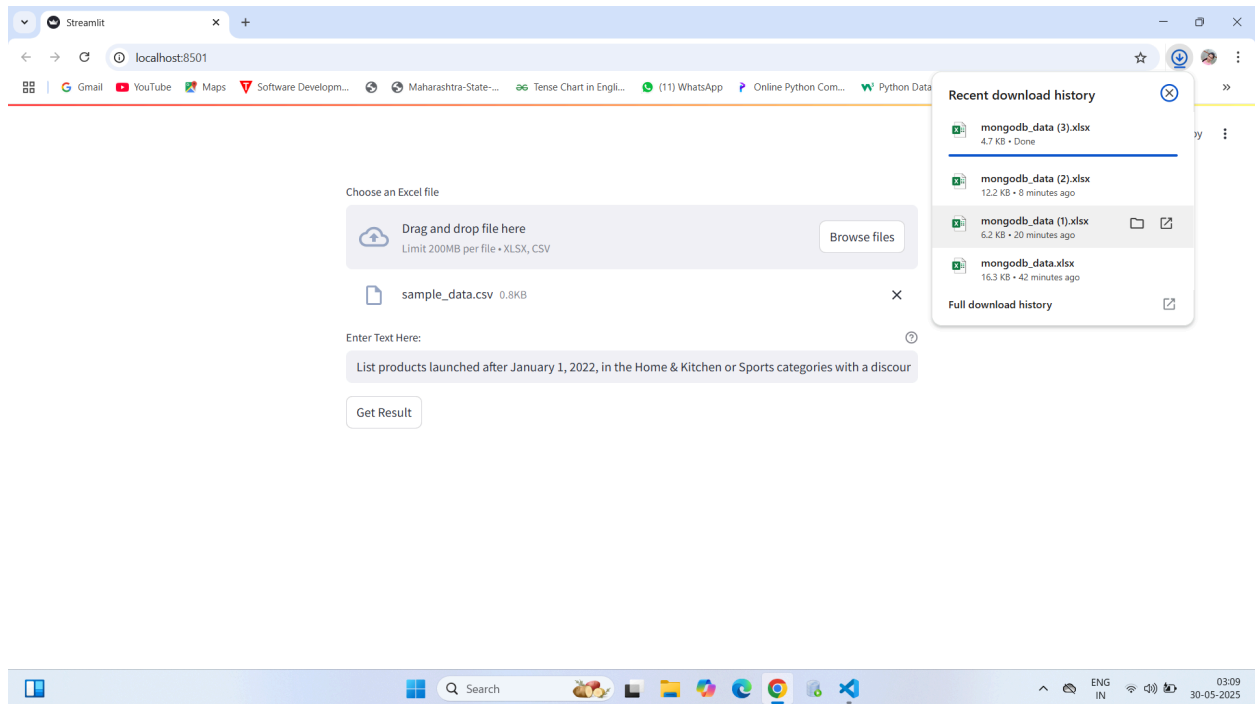 Streamlit
localhost:8501
Gmail
YouTube
Maps
Software Developm...
Maharashtra-State-...
Tense Chart in Engli...
(11) WhatsApp
Online Python Com...
Python Data
Recent download history
mongodb_data (3).xlsx
4.7 KB • Done
mongodb_data (2).xlsx
12.2 KB • 8 minutes ago
mongodb_data (1).xlsx
6.2 KB • 20 minutes ago
mongodb_data.xlsx
16.3 KB • 42 minutes ago
Full download history
Choose an Excel file
Drag and drop file here
Limit 200MB per file • XLSX, CSV
Browse files
sample_data.csv 0.8KB
Enter Text Here:
List products launched after January 1, 2022, in the Home & Kitchen or Sports categories with a discour
Get Result
Search
ENG
IN
03:09
30-05-2025